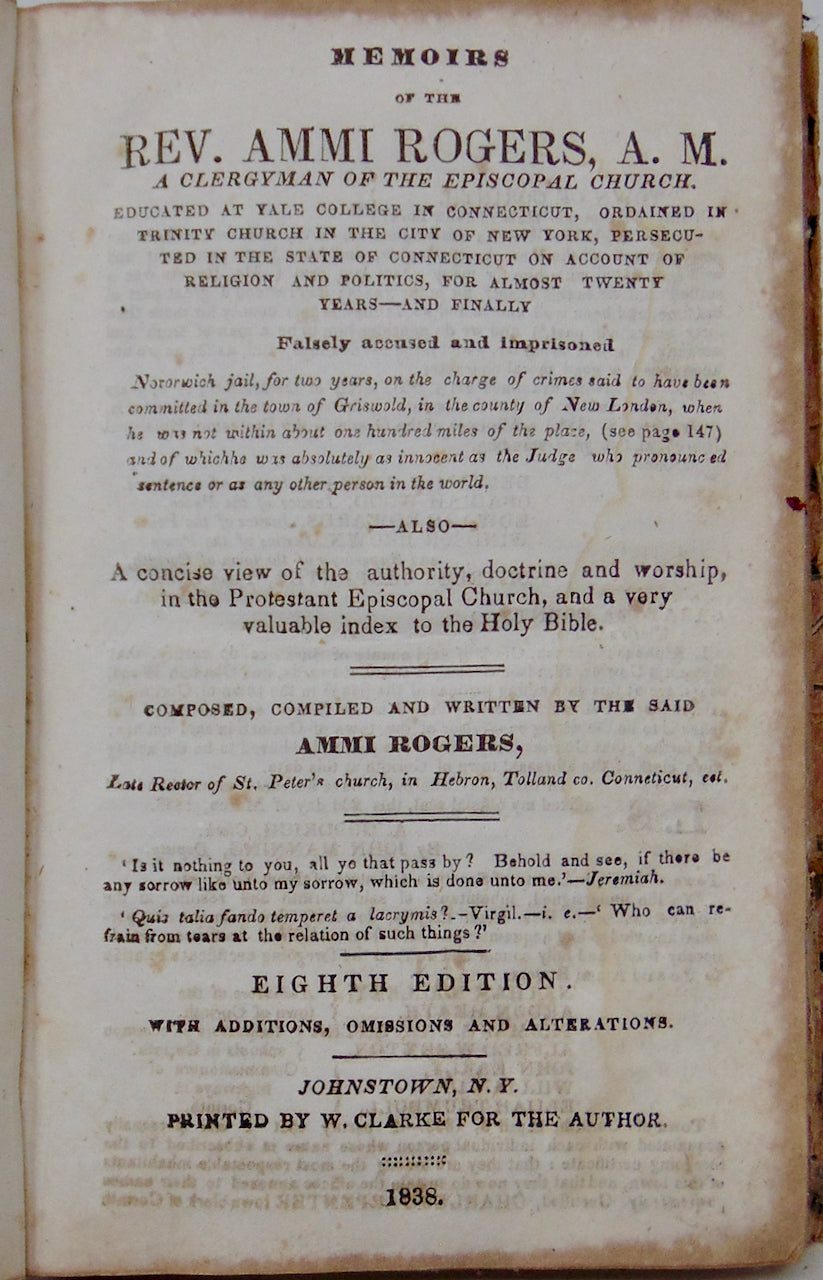 MEMOIRS
OF THE
REV. AMMI ROGERS, A. M.
A CLERGYMAN OF THE EPISCOPAL CHURCH.
EDUCATED AT YALE COLLEGE IN CONNECTICUT, ORDAINED IN
TRINITY CHURCH IN THE CITY OF NEW YORK, PERSECU-
TED IN THE STATE OF CONNECTICUT ON ACCOUNT OF
RELIGION AND POLITICS, FOR ALMOST TWENTY
YEARS—AND FINALLY
Falsely accused and imprisoned
Nororwich jail, for two years, on the charge of crimes said to have been
committed in the town of Griswold, in the county of New London, when
he was not within about one hundred miles of the place, (see page 147)
and of whichhe was absolutely as innocent as the Judge who pronounc ed
sentence or as any other person in the world.
—ALSO—
A concise view of the authority, doctrine and worship,
in the Protestant Episcopal Church, and a very
valuable index to the Holy Bible.
COMPOSED, COMPILED AND WRITTEN BY THE SAID
AMMI ROGERS,
Late Rector of St. Peter's church, in Hebron, Tolland co. Conneticut, est.
'Is it nothing to you, all ye that pass by? Behold and see, if there be
any sorrow like unto my sorrow, which is done unto me.'—Jeremiah.
'Quis talia fando temperet a lacrymis?--Virgil.—i. e.—' Who can re-
frain from tears at the relation of such things?'
EIGHTH EDITION.
WITH ADDITIONS, OMISSIONS AND ALTERATIONS.
JOHNSTOWN, N. Y.
PRINTED BY W. CLARKE FOR THE AUTHOR.
1838.